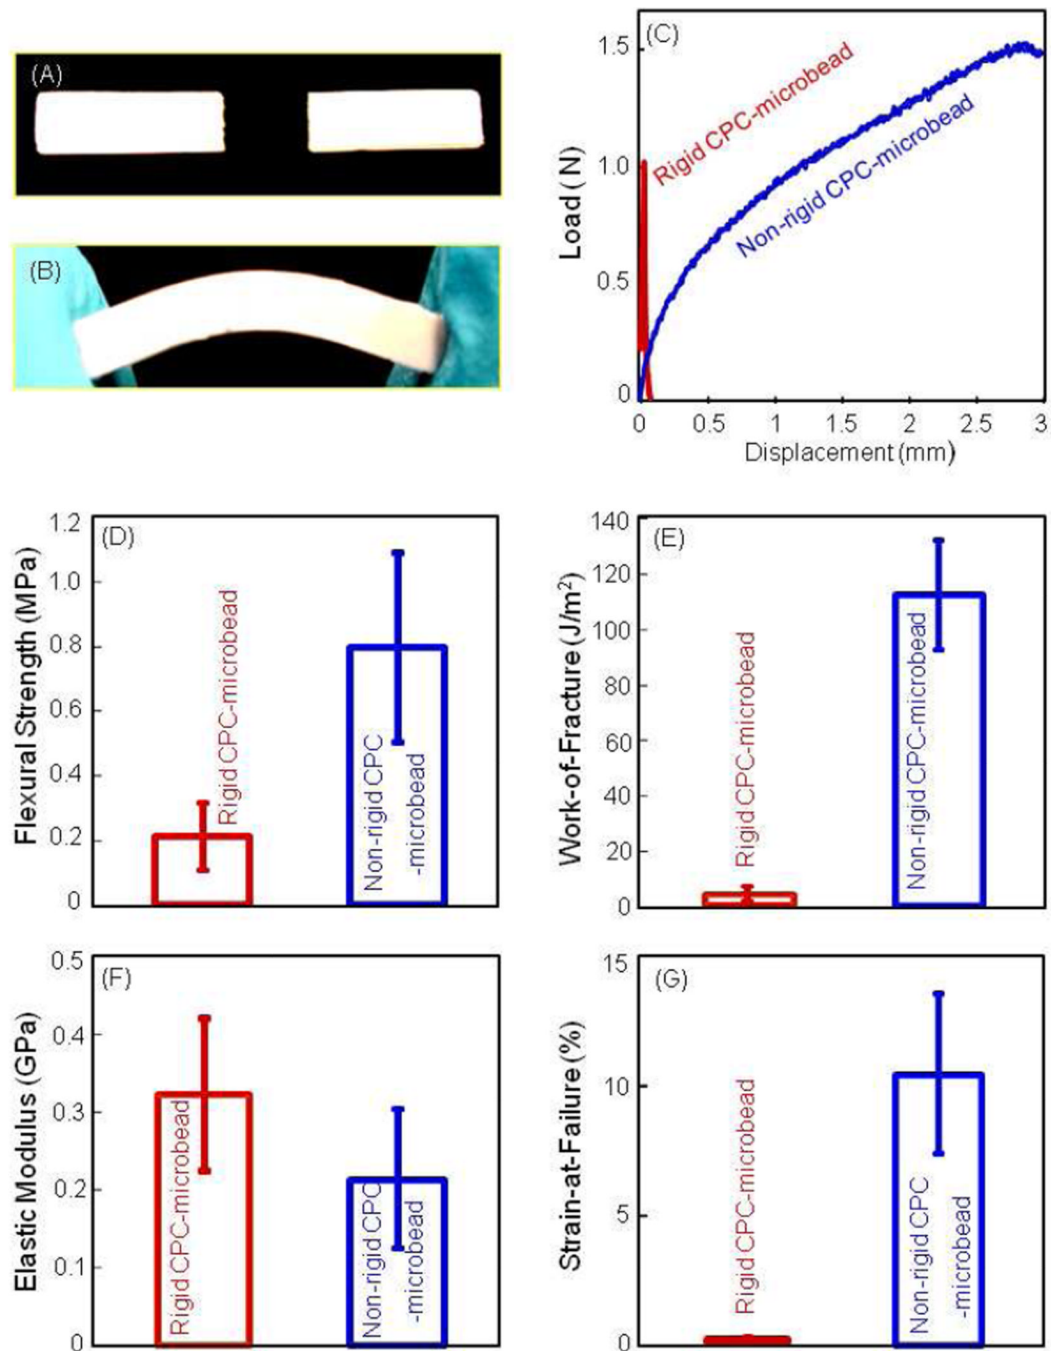 (A)
(B)
(C)
Load (N)
1.5
1.0
0.5
0
Rigid CPC-microbead
Non-rigid CPC-microbead
0 0.5 1 1.5 2 2.5 3
Displacement (mm)
(D)
Flexural Strength (MPa)
1.2
1.0
0.8
0.6
0.4
0.2
0
Rigid CPC-microbead
Non-rigid CPC
-microbead
(E)
Work-of-Fracture (J/m²)
140
120
100
80
60
40
20
0
Rigid CPC-microbead
Non-rigid CPC-microbead
(F)
Elastic Modulus (GPa)
0.5
0.4
0.3
0.2
0.1
0
Rigid CPC-microbead
Non-rigid CPC
-microbead
(G)
Strain-at-Failure (%)
15
10
5
0
Rigid CPC-microbead
Non-rigid CPC
-microbead